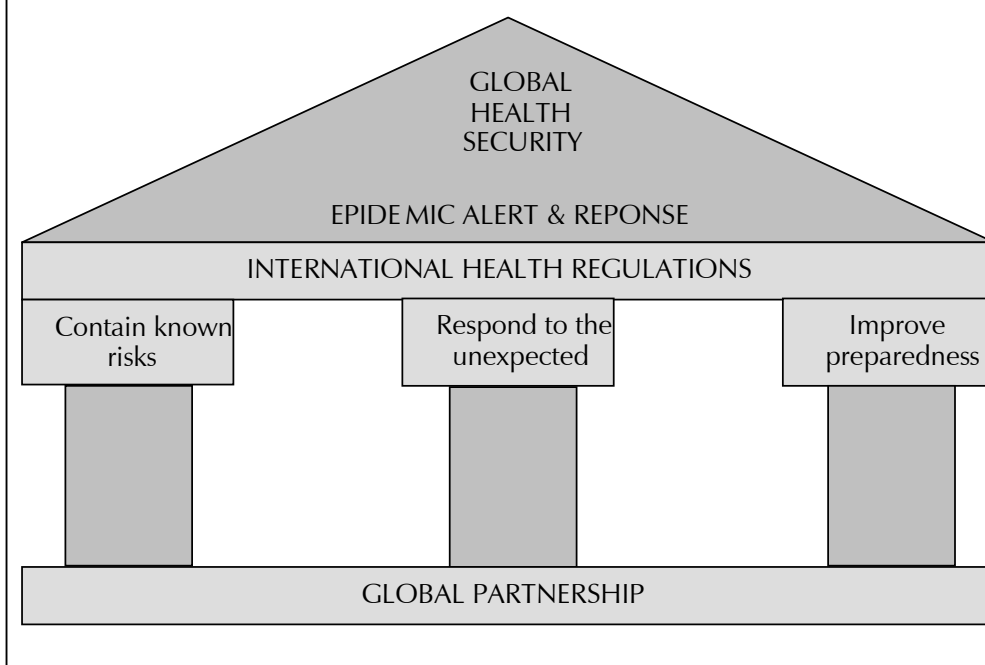 GLOBAL
HEALTH
SECURITY
EPIDEMIC ALERT & REPONSE
INTERNATIONAL HEALTH REGULATIONS
Contain known
risks
Respond to the
unexpected
Improve
preparedness
GLOBAL PARTNERSHIP